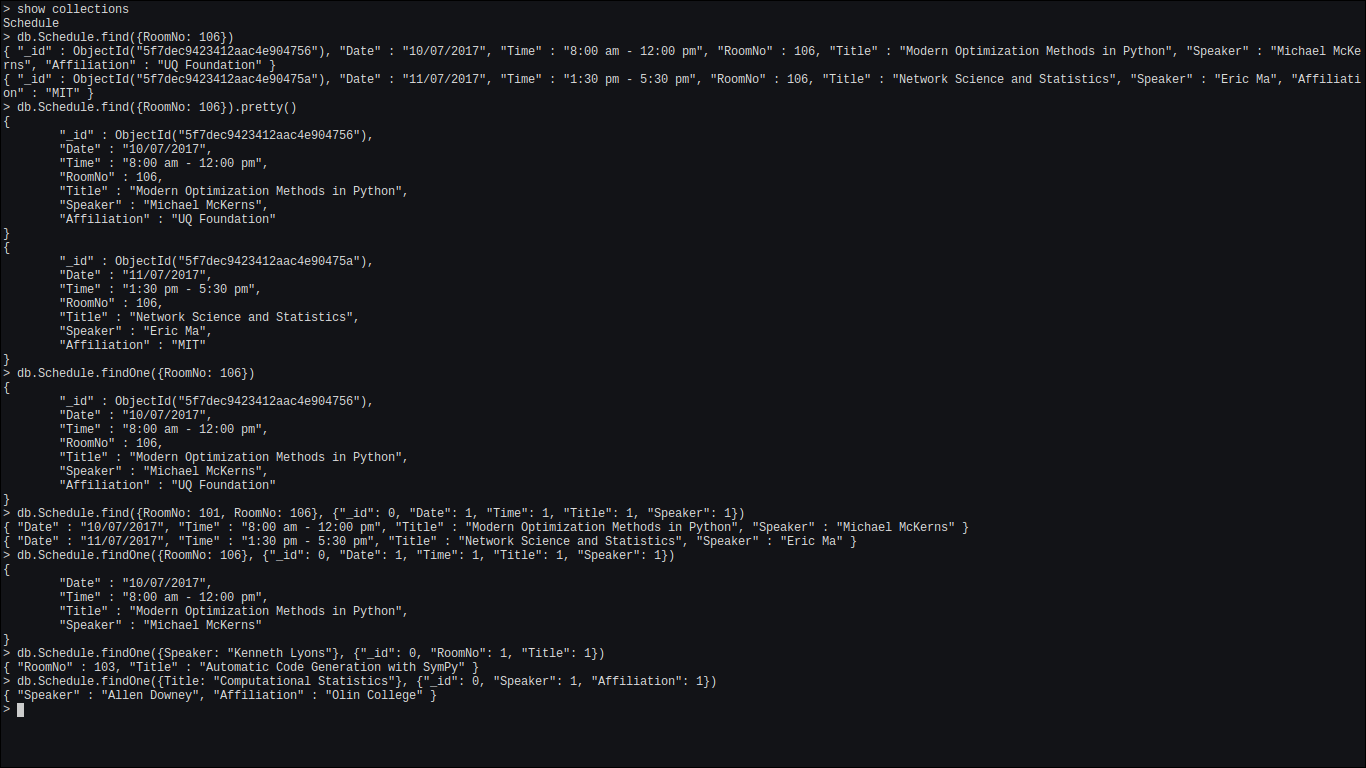 > show collections
Schedule
> db.Schedule.find({RoomNo: 106})
{ "_id" : ObjectId("5f7dec9423412aac4e904756"), "Date" : "10/07/2017", "Time" : "8:00 am - 12:00 pm", "RoomNo" : 106, "Title" : "Modern Optimization Methods in Python", "Speaker" : "Michael McKe
rns", "Affiliation" : "UQ Foundation" }
{ "_id" : ObjectId("5f7dec9423412aac4e90475a"), "Date" : "11/07/2017", "Time" : "1:30 pm - 5:30 pm", "RoomNo" : 106, "Title" : "Network Science and Statistics", "Speaker" : "Eric Ma", "Affiliati
on" : "MIT" }
> db.Schedule.find({RoomNo: 106}).pretty()
{
        "_id" : ObjectId("5f7dec9423412aac4e904756"),
        "Date" : "10/07/2017",
        "Time" : "8:00 am - 12:00 pm",
        "RoomNo" : 106,
        "Title" : "Modern Optimization Methods in Python",
        "Speaker" : "Michael McKerns",
        "Affiliation" : "UQ Foundation"
}
{
        "_id" : ObjectId("5f7dec9423412aac4e90475a"),
        "Date" : "11/07/2017",
        "Time" : "1:30 pm - 5:30 pm",
        "RoomNo" : 106,
        "Title" : "Network Science and Statistics",
        "Speaker" : "Eric Ma",
        "Affiliation" : "MIT"
}
> db.Schedule.findOne({RoomNo: 106})
{
        "_id" : ObjectId("5f7dec9423412aac4e904756"),
        "Date" : "10/07/2017",
        "Time" : "8:00 am - 12:00 pm",
        "RoomNo" : 106,
        "Title" : "Modern Optimization Methods in Python",
        "Speaker" : "Michael McKerns",
        "Affiliation" : "UQ Foundation"
}
> db.Schedule.find({RoomNo: 101, RoomNo: 106}, {"_id": 0, "Date": 1, "Time": 1, "Title": 1, "Speaker": 1})
{ "Date" : "10/07/2017", "Time" : "8:00 am - 12:00 pm", "Title" : "Modern Optimization Methods in Python", "Speaker" : "Michael McKerns" }
{ "Date" : "11/07/2017", "Time" : "1:30 pm - 5:30 pm", "Title" : "Network Science and Statistics", "Speaker" : "Eric Ma" }
> db.Schedule.findOne({RoomNo: 106}, {"_id": 0, "Date": 1, "Time": 1, "Title": 1, "Speaker": 1})
{
        "Date" : "10/07/2017",
        "Time" : "8:00 am - 12:00 pm",
        "Title" : "Modern Optimization Methods in Python",
        "Speaker" : "Michael McKerns"
}
> db.Schedule.findOne({Speaker: "Kenneth Lyons"}, {"_id": 0, "RoomNo": 1, "Title": 1})
{ "RoomNo" : 103, "Title" : "Automatic Code Generation with SymPy" }
> db.Schedule.findOne({Title: "Computational Statistics"}, {"_id": 0, "Speaker": 1, "Affiliation": 1})
{ "Speaker" : "Allen Downey", "Affiliation" : "Olin College" }
>